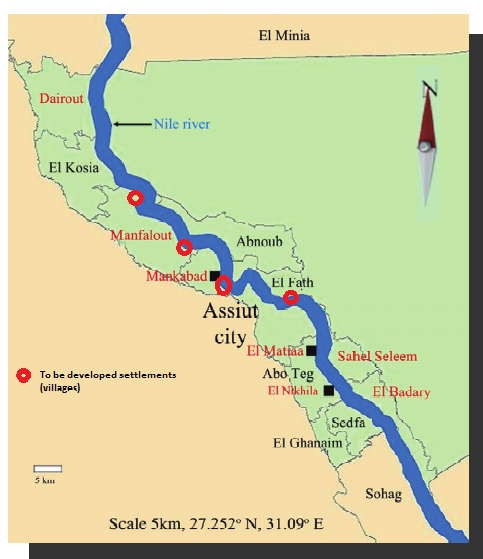 El Minia
N
Dairout
Nile river
El Kosia
Manfalout
Abnoub
Mankabad
El Fath
Assiut
city
El Matiaa
Sahel Seleem
Abo Teg
To be developed settlements
(villages)
El Nikhila
El Badary
Sedfa
El Ghanaim
5 km
Sohag
Scale 5km, 27.252º N, 31.09º E